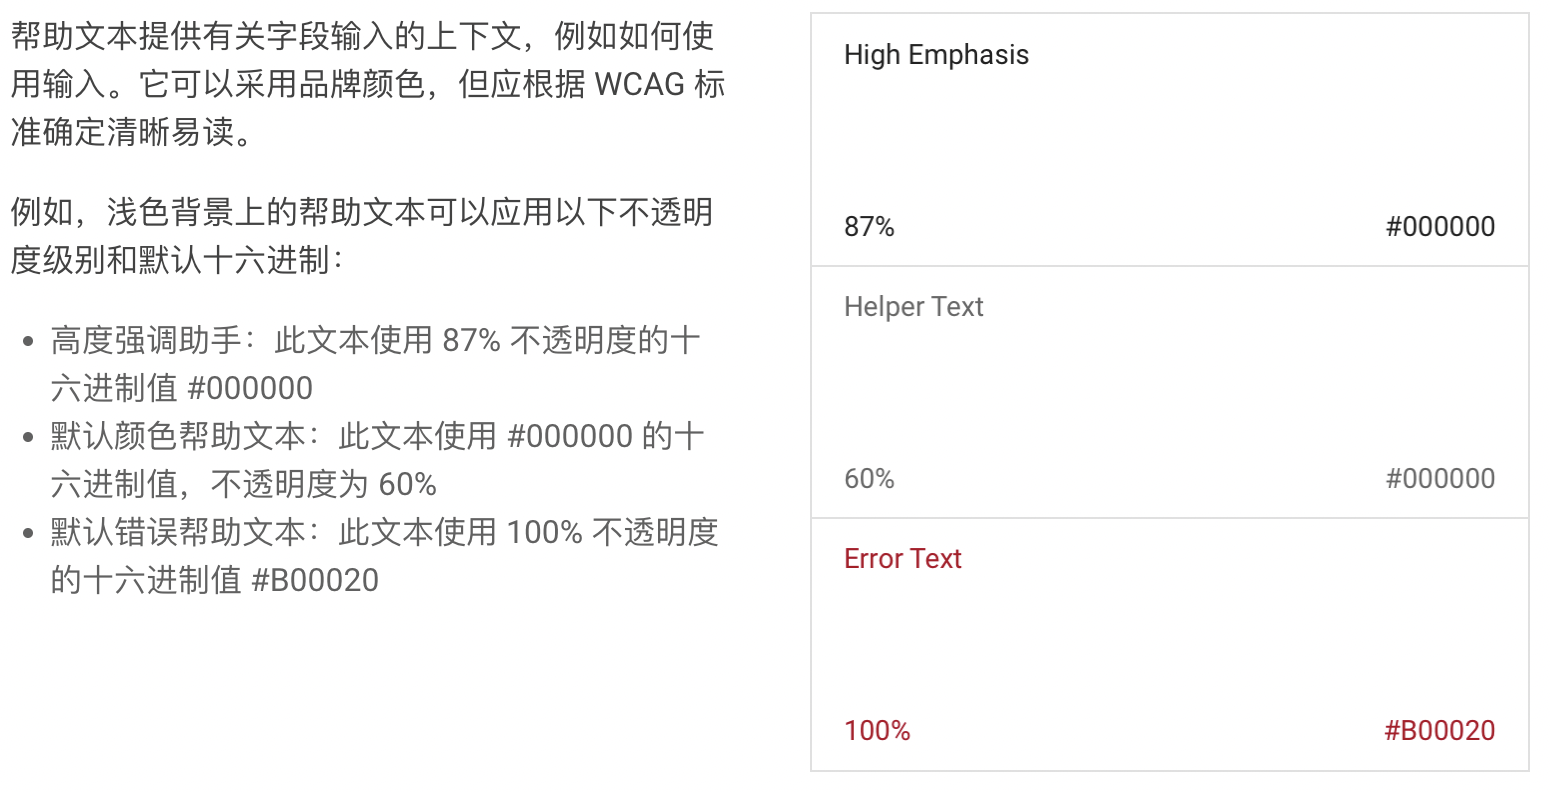 帮助文本提供有关字段输入的上下文，例如如何使
用输入。它可以采用品牌颜色，但应根据 WCAG 标
准确定清晰易读。
例如，浅色背景上的帮助文本可以应用以下不透明
度级别和默认十六进制：
• 高度强调助手：此文本使用 87% 不透明度的十
六进制值 #000000
• 默认颜色帮助文本：此文本使用 #000000 的十
六进制值，不透明度为 60%
• 默认错误帮助文本：此文本使用 100% 不透明度
的十六进制值 #B00020
High Emphasis
87% #000000
Helper Text
60% #000000
Error Text
100% #B00020